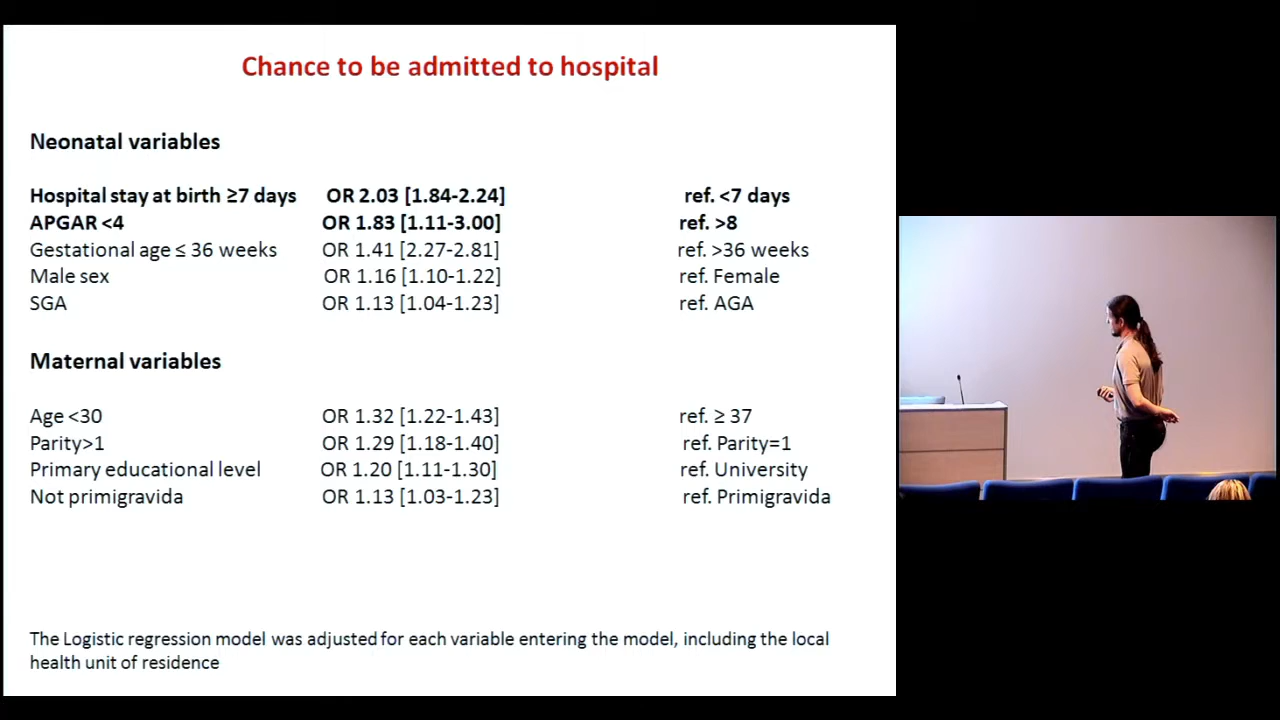 Chance to be admitted to hospital
Neonatal variables
Hospital stay at birth ≥7 days OR 2.03 [1.84-2.24] ref. <7 days
APGAR <4 OR 1.83 [1.11-3.00] ref. >8
Gestational age ≤ 36 weeks OR 1.41 [2.27-2.81] ref. >36 weeks
Male sex OR 1.16 [1.10-1.22] ref. Female
SGA OR 1.13 [1.04-1.23] ref. AGA
Maternal variables
Age <30 OR 1.32 [1.22-1.43] ref. ≥ 37
Parity>1 OR 1.29 [1.18-1.40] ref. Parity=1
Primary educational level OR 1.20 [1.11-1.30] ref. University
Not primigravida OR 1.13 [1.03-1.23] ref. Primigravida
The Logistic regression model was adjusted for each variable entering the model, including the local
health unit of residence